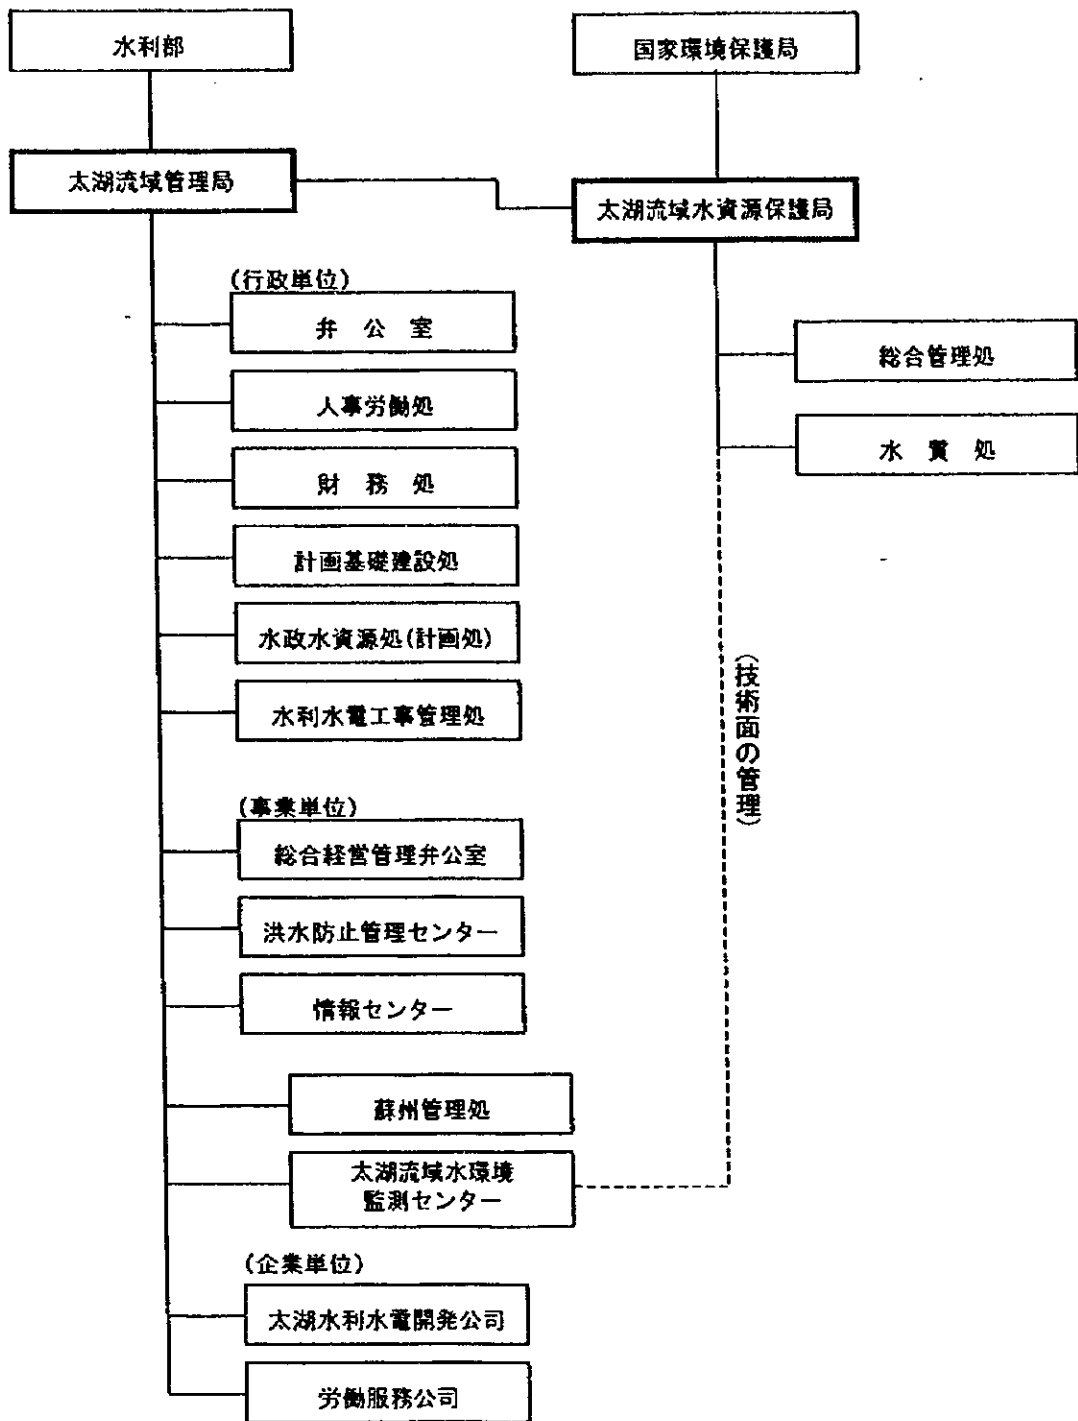 水利部
国家環境保護局
太湖流域管理局
太湖流域水資源保護局
(行政単位)
弁公室
人事労働処
財務処
計画基礎建設処
水政水資源処(計画処)
水利水電工事管理処
総合管理処
水質処
(技術面の管理)
(事業単位)
総合経営管理弁公室
洪水防止管理センター
情報センター
蘇州管理処
太湖流域水環境
監測センター
(企業単位)
太湖水利水電開発公司
労働服務公司